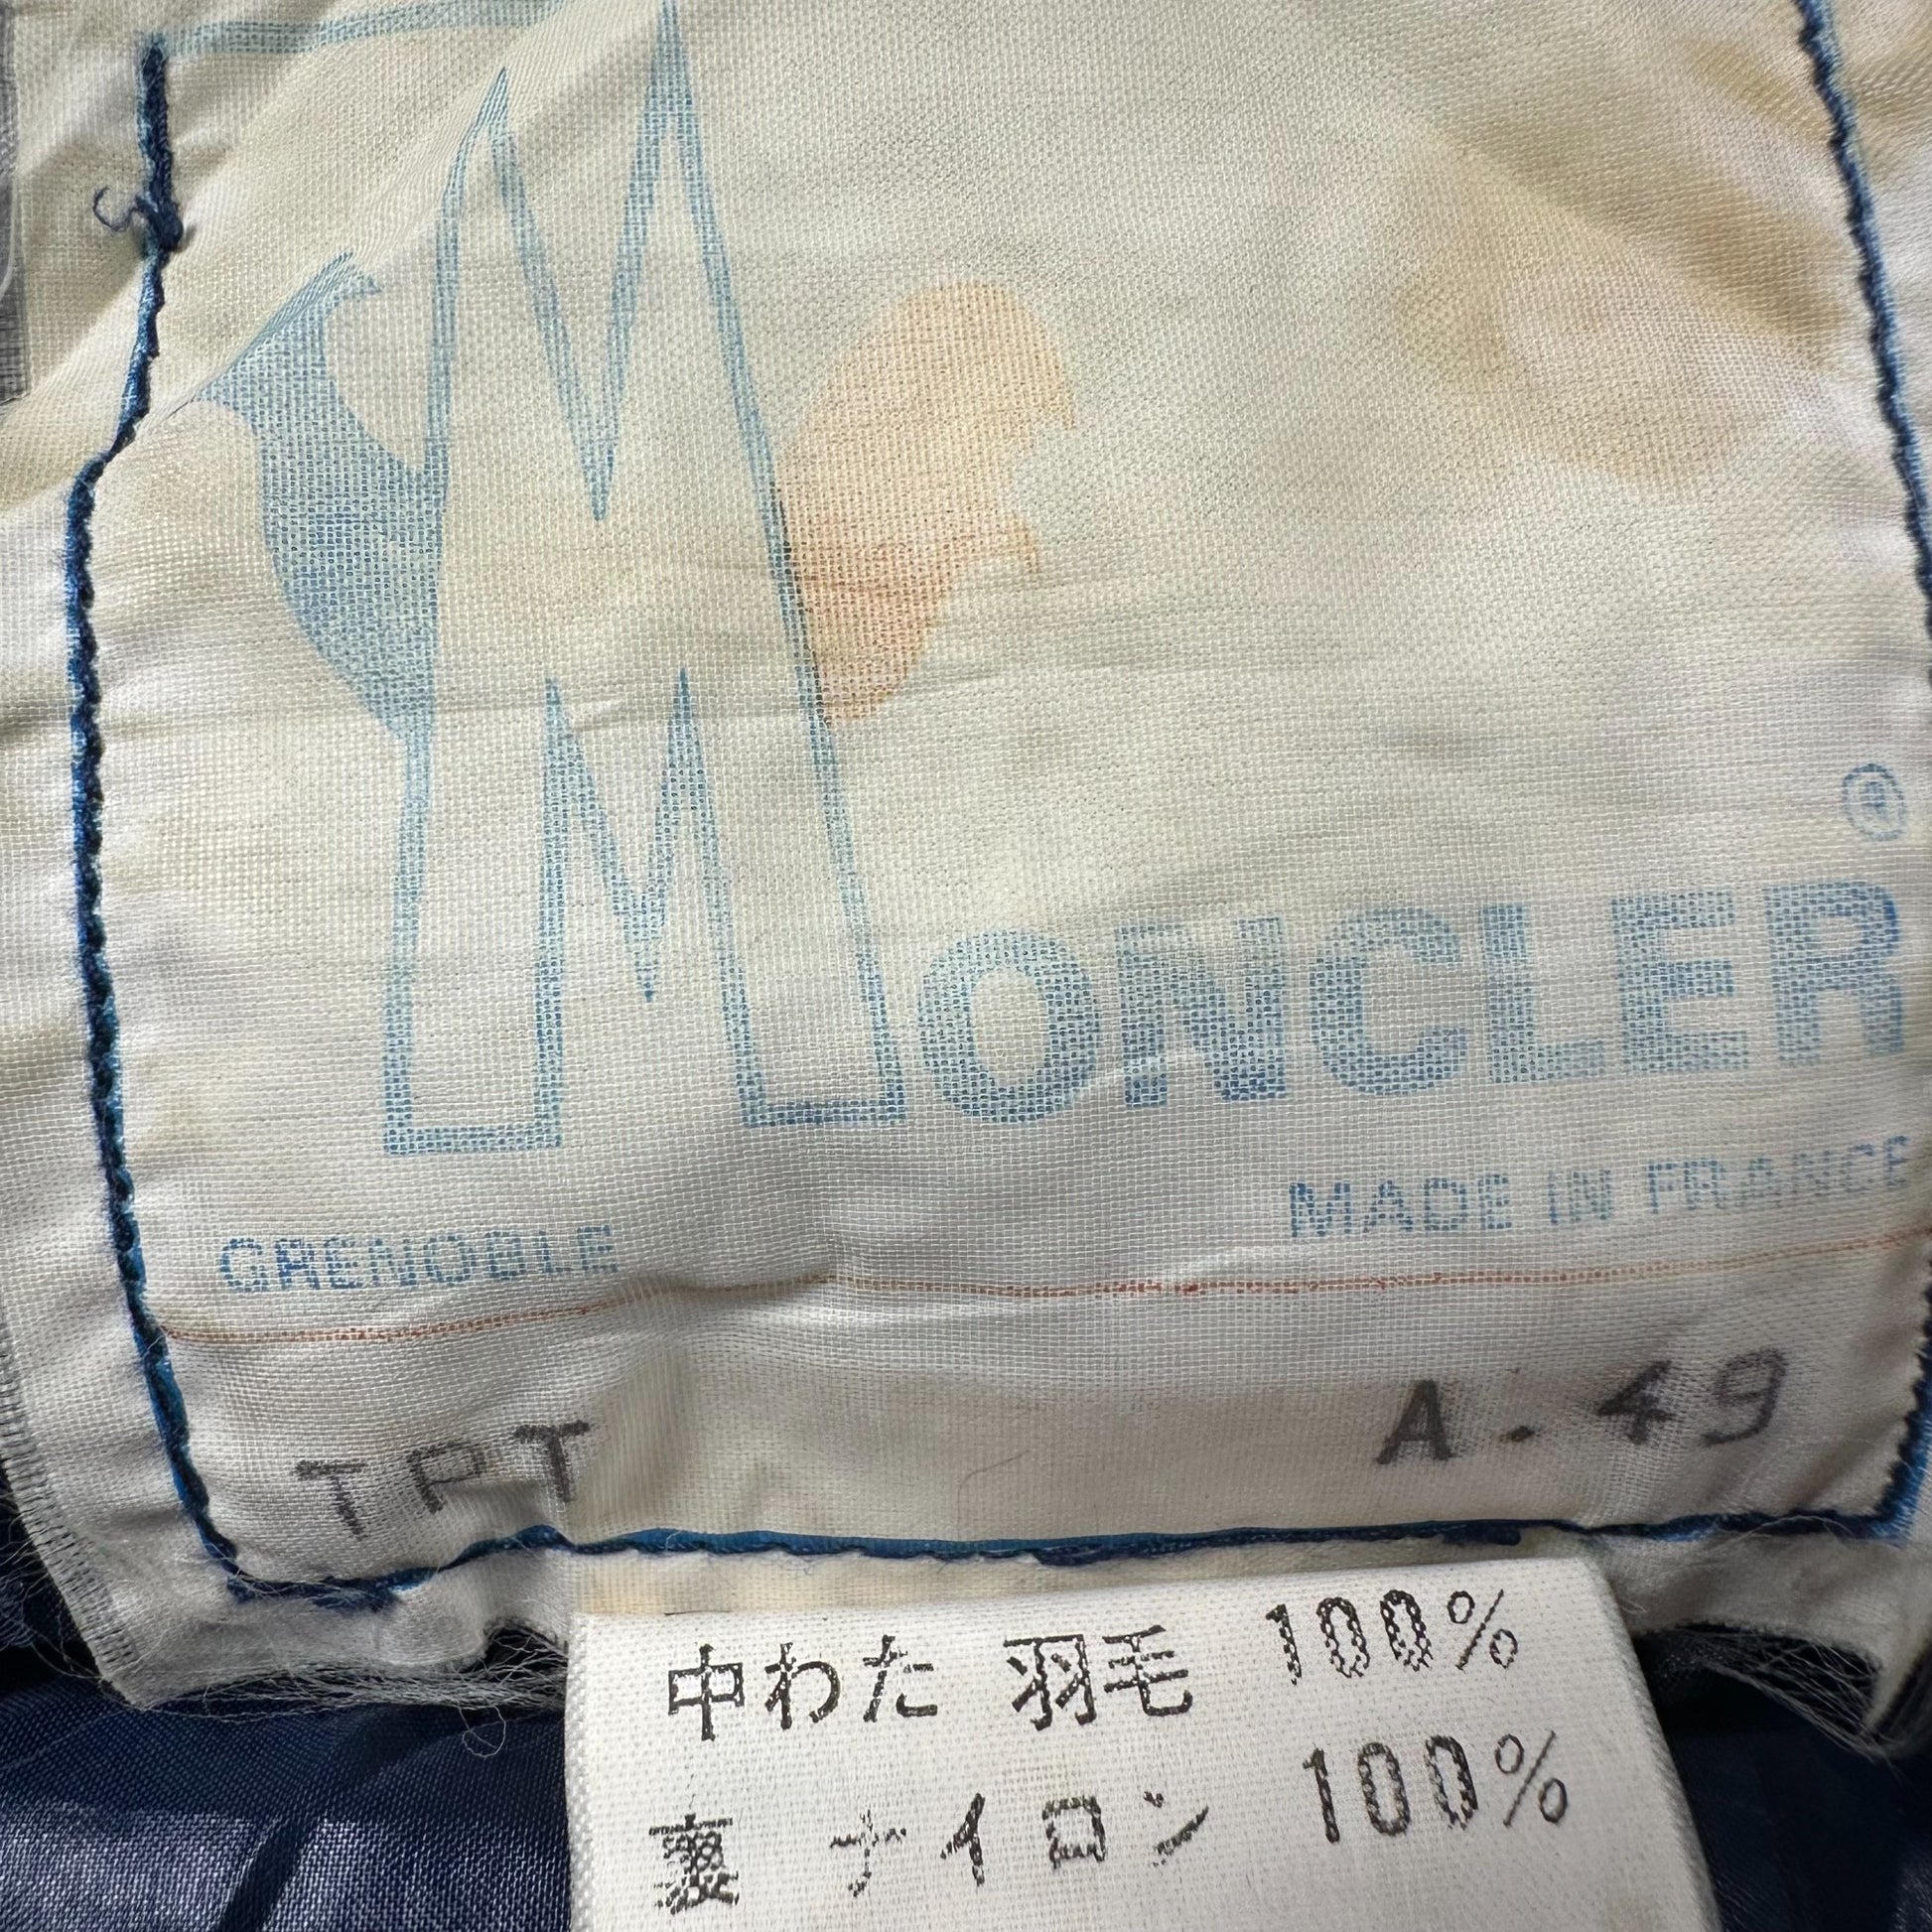 MONCLER ®
MADE IN FRANCE
GRENOBLE
TPT A-49
中わた 羽毛 100%
裏 ナイロン 100%